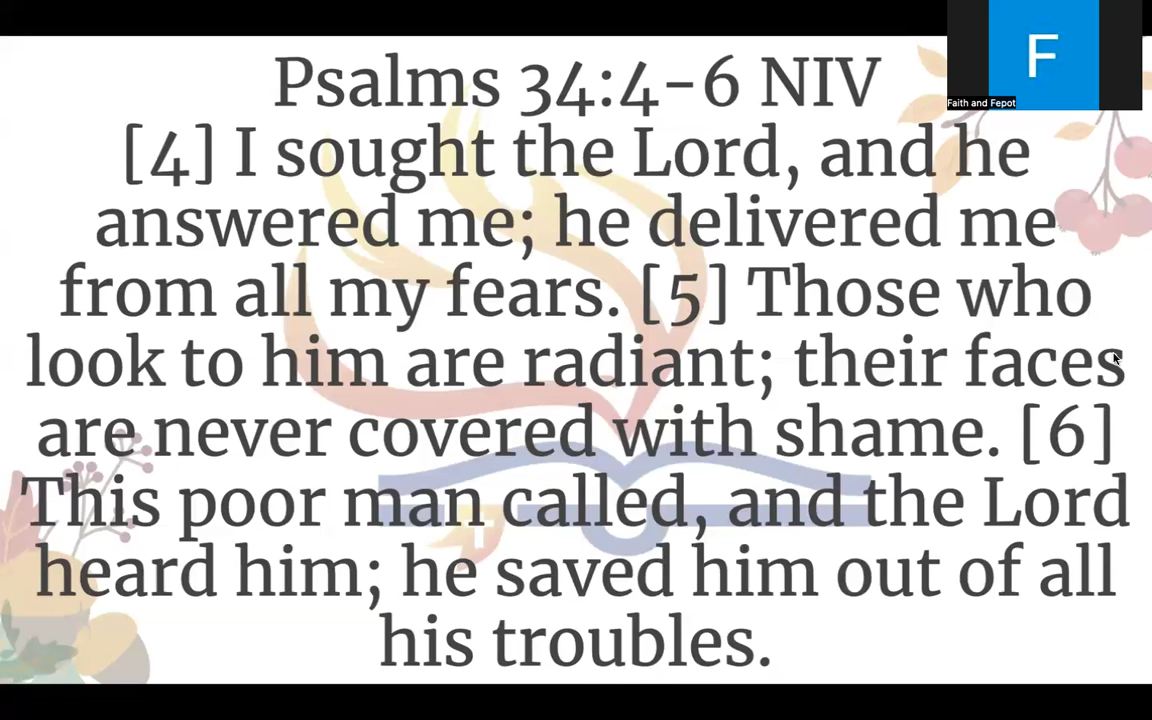 Psalms 34:4-6 NIV
[4] I sought the Lord, and he
answered me; he delivered me
from all my fears. [5] Those who
look to him are radiant; their faces
are never covered with shame. [6]
This poor man called, and the Lord
heard him; he saved him out of all
his troubles.
F
Faith and Fepot